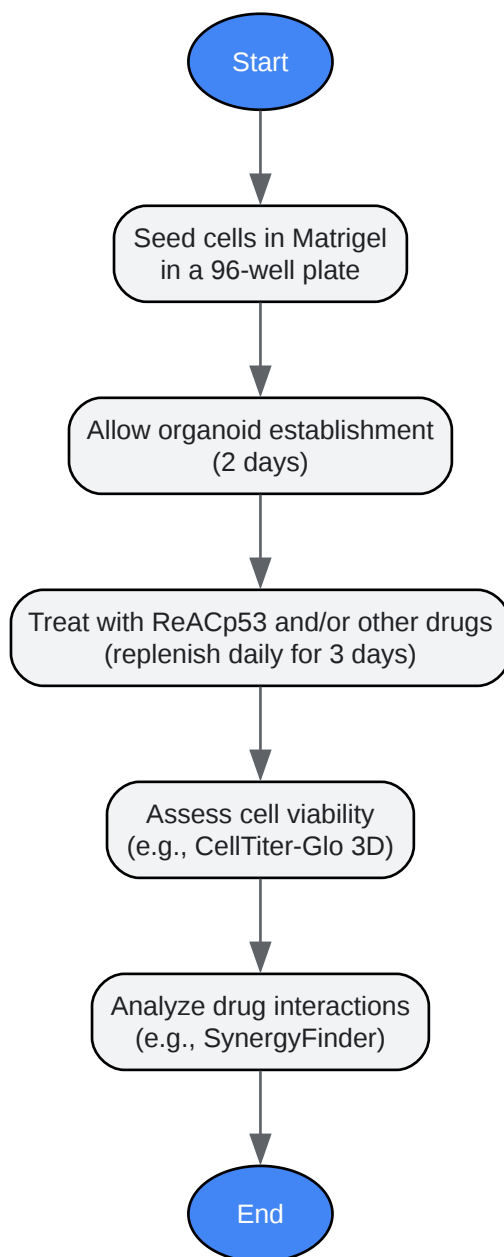 Start
Seed cells in Matrigel
in a 96-well plate
Allow organoid establishment
(2 days)
Treat with ReACp53 and/or other drugs
(replenish daily for 3 days)
Assess cell viability
(e.g., CellTiter-Glo 3D)
Analyze drug interactions
(e.g., SynergyFinder)
End